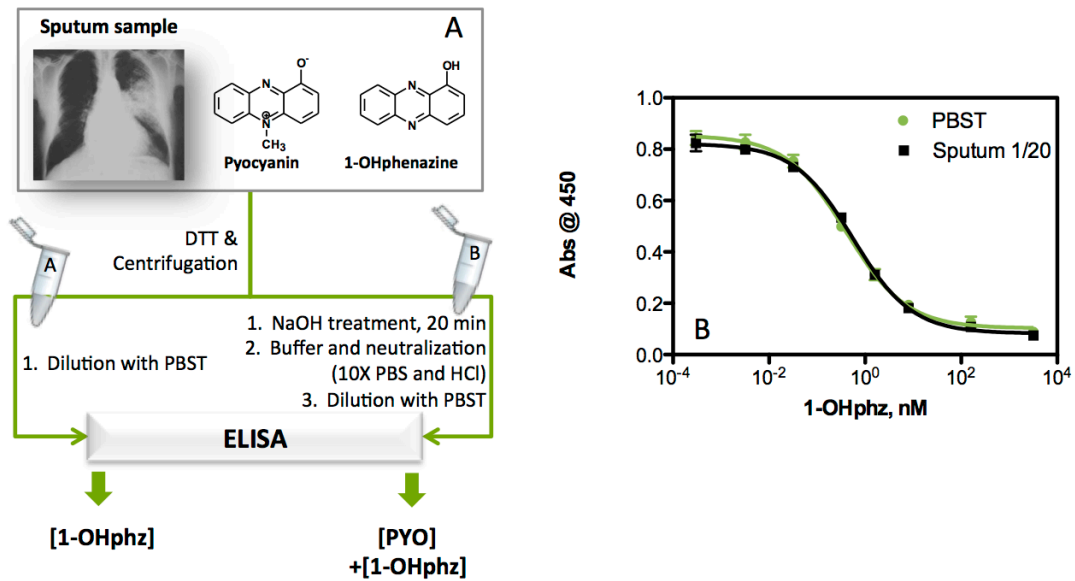 Sputum sample
A
O-
N
N
⊕
CH3
Pyocyanin
OH
N
N
1-OHphenazine
A
DTT &
Centrifugation
B
1. Dilution with PBST
1. NaOH treatment, 20 min
2. Buffer and neutralization
(10X PBS and HCl)
3. Dilution with PBST
ELISA
[1-OHphz]
[PYO]
+[1-OHphz]
1.0
0.8
0.6
0.4
0.2
0.0
Abs @ 450
PBST
Sputum 1/20
B
10-4
10-2
100
102
104
1-OHphz, nM